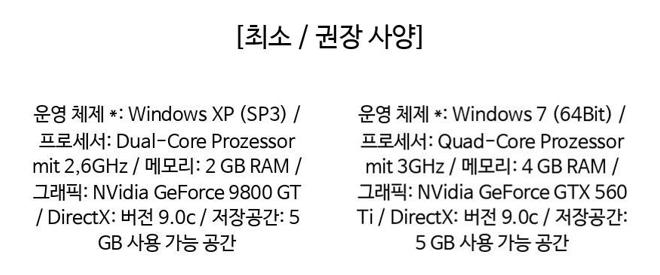 [최소 / 권장 사양]
운영 체제 *: Windows XP (SP3) /
프로세서: Dual-Core Prozessor
mit 2,6GHz / 메모리: 2 GB RAM /
그래픽: NVidia GeForce 9800 GT
/ DirectX: 버전 9.0c / 저장공간: 5
GB 사용 가능 공간
운영 체제 *: Windows 7 (64Bit) /
프로세서: Quad-Core Prozessor
mit 3GHz / 메모리: 4 GB RAM /
그래픽: NVidia GeForce GTX 560
Ti / DirectX: 버전 9.0c / 저장공간:
5 GB 사용 가능 공간